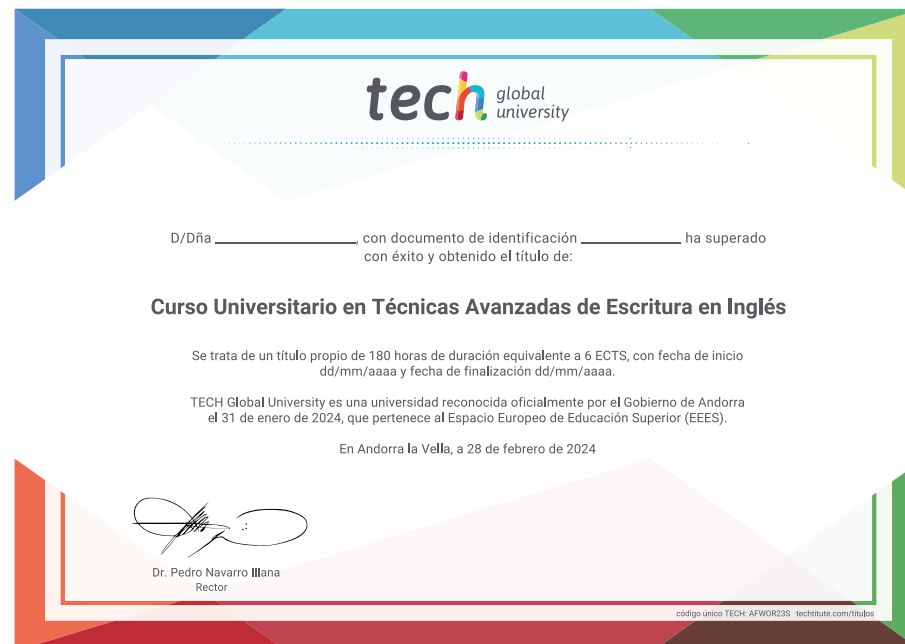 tech global
university
D/Dña ________________, con documento de identificación ____________ ha superado
con éxito y obtenido el título de:
Curso Universitario en Técnicas Avanzadas de Escritura en Inglés
Se trata de un título propio de 180 horas de duración equivalente a 6 ECTS, con fecha de inicio
dd/mm/aaaa y fecha de finalización dd/mm/aaaa.
TECH Global University es una universidad reconocida oficialmente por el Gobierno de Andorra
el 31 de enero de 2024, que pertenece al Espacio Europeo de Educación Superior (EEES).
En Andorra la Vella, a 28 de febrero de 2024
Dr. Pedro Navarro Illana
Rector
código único TECH: AFWOR23S techtitute.com/titulos